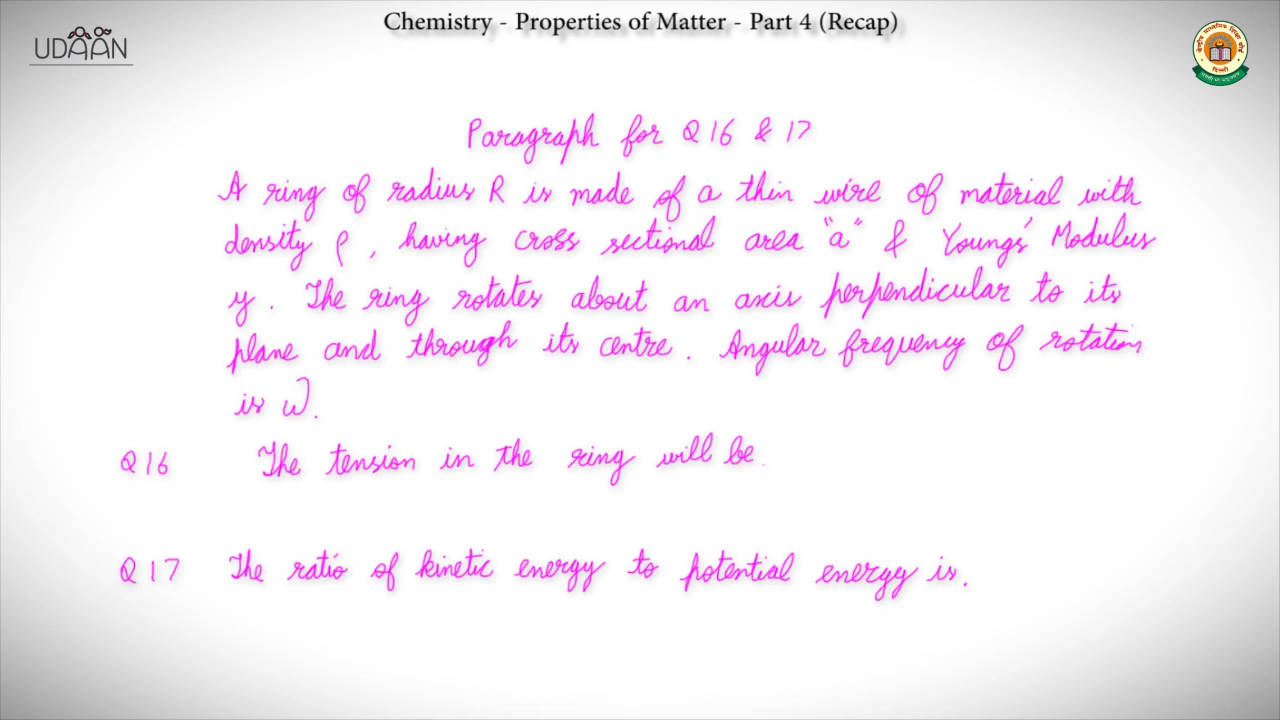 Chemistry - Properties of Matter - Part 4 (Recap)
UDAAN
Paragraph for Q 16 & 17
A ring of radius R is made of a thin wire of material with
density ρ, having cross sectional area "a" & Youngs' Modulus
y. The ring rotates about an axis perpendicular to its
plane and through its centre. Angular frequency of rotation
is ω.
Q 16 The tension in the ring will be.
Q 17 The ratio of kinetic energy to potential energy is.